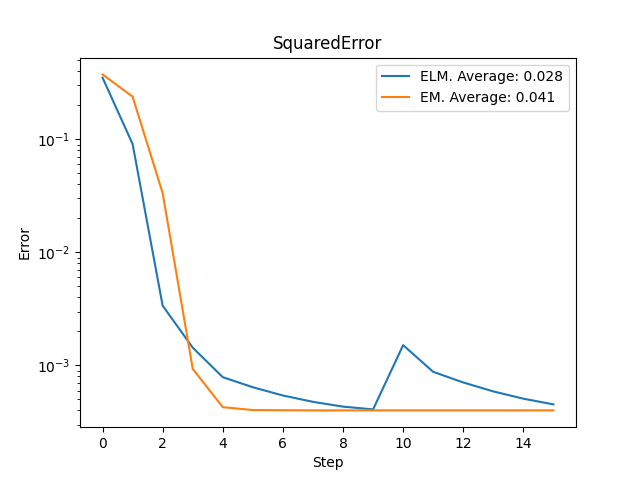 SquaredError
ELM. Average: 0.028
EM. Average: 0.041
Error
10⁻¹
10⁻²
10⁻³
0 2 4 6 8 10 12 14
Step